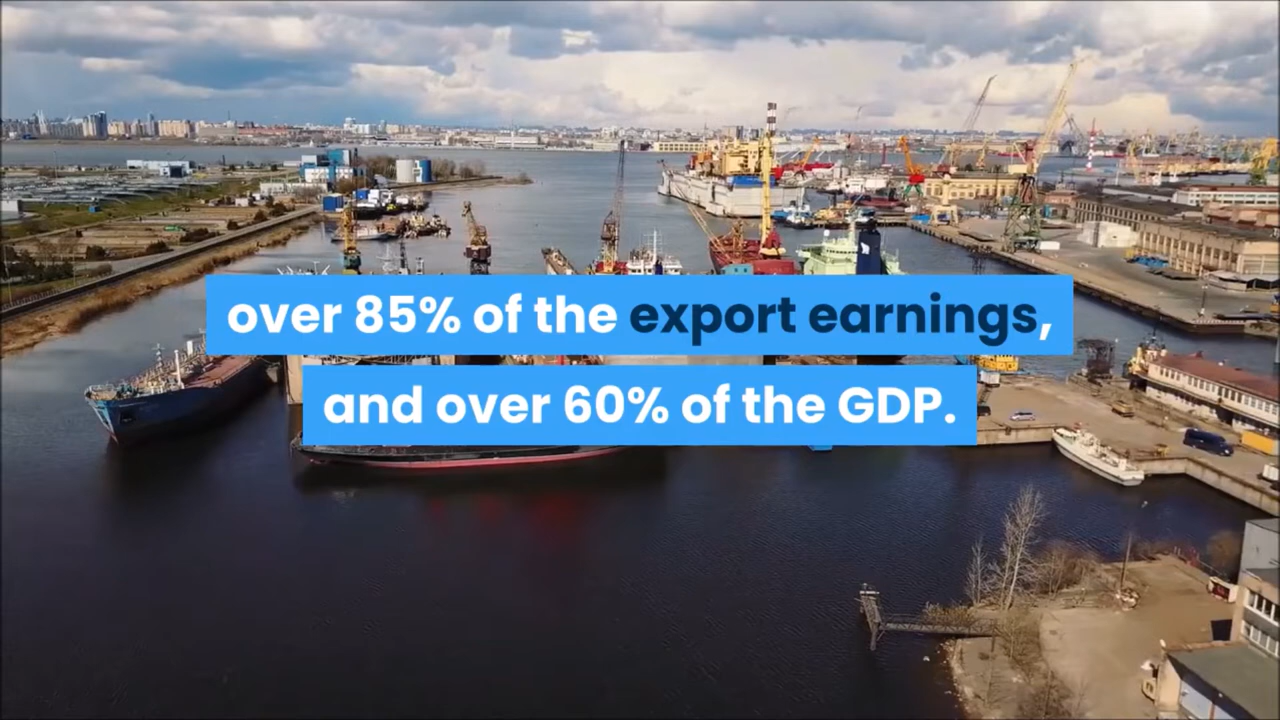 over 85% of the export earnings,
and over 60% of the GDP.